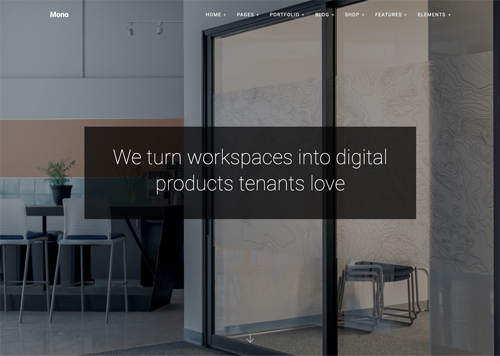 Mono
HOME + PAGES + PORTFOLIO + BLOG + SHOP + FEATURES + ELEMENTS +
We turn workspaces into digital
products tenants love